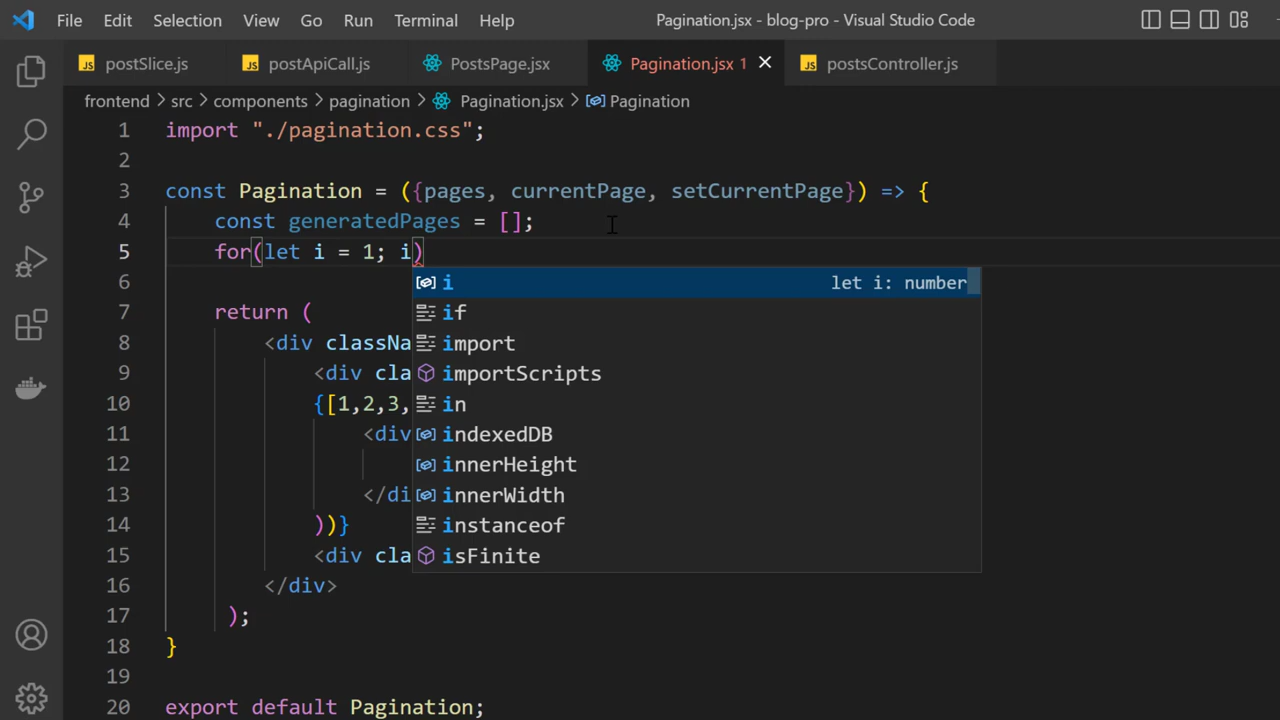 File Edit Selection View Go Run Terminal Help Pagination.jsx - blog-pro - Visual Studio Code
JS postSlice.js JS postApiCall.js PostsPage.jsx Pagination.jsx 1 JS postsController.js
frontend > src > components > pagination > Pagination.jsx > Pagination
1 import "./pagination.css";
2
3 const Pagination = ({pages, currentPage, setCurrentPage}) => {
4 const generatedPages = [];
5 for(let i = 1; i)
i let i: number
6
if
7 return (
8 <div classNa
import
9 <div cla
importScripts
10 {[1,2,3,
in
11 <div
indexedDB
12
innerHeight
13 </di
innerWidth
14 ))}
instanceof
15 <div cla
isFinite
16 </div>
17 );
18 }
19
20 export default Pagination;